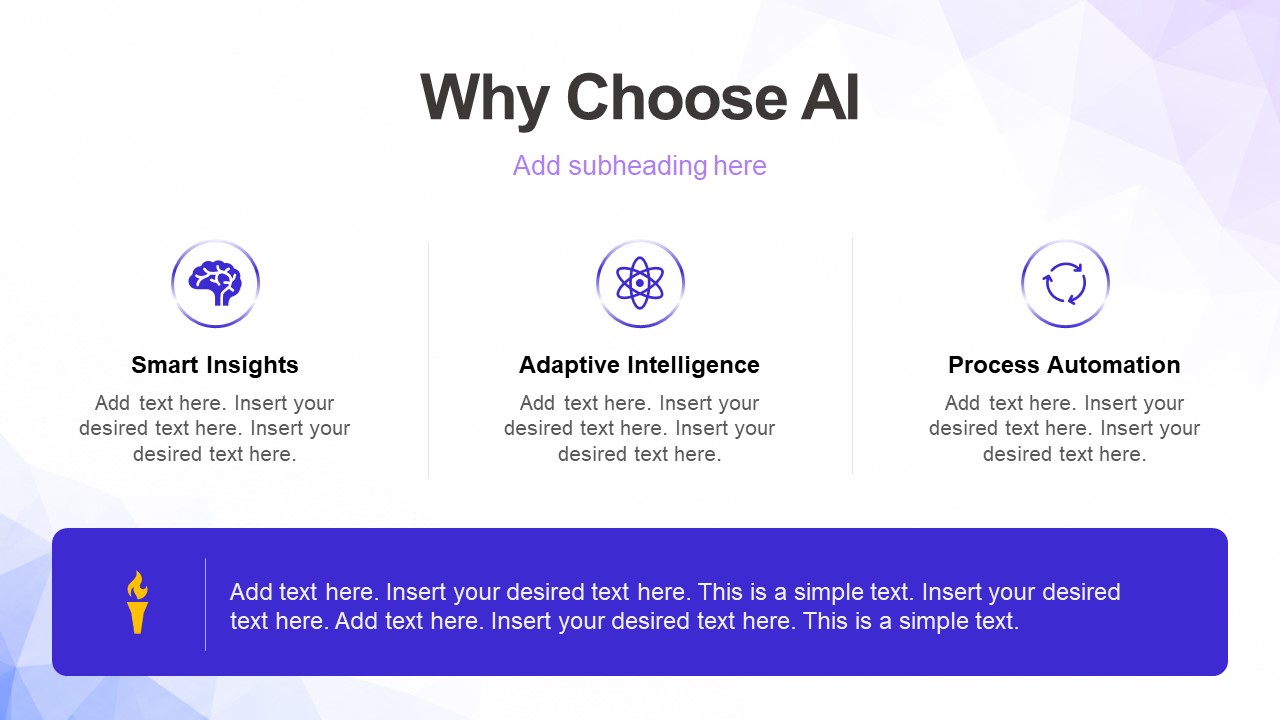 Why Choose AI
Add subheading here
Smart Insights
Add text here. Insert your
desired text here. Insert your
desired text here.
Adaptive Intelligence
Add text here. Insert your
desired text here. Insert your
desired text here.
Process Automation
Add text here. Insert your
desired text here. Insert your
desired text here.
Add text here. Insert your desired text here. This is a simple text. Insert your desired
text here. Add text here. Insert your desired text here. This is a simple text.